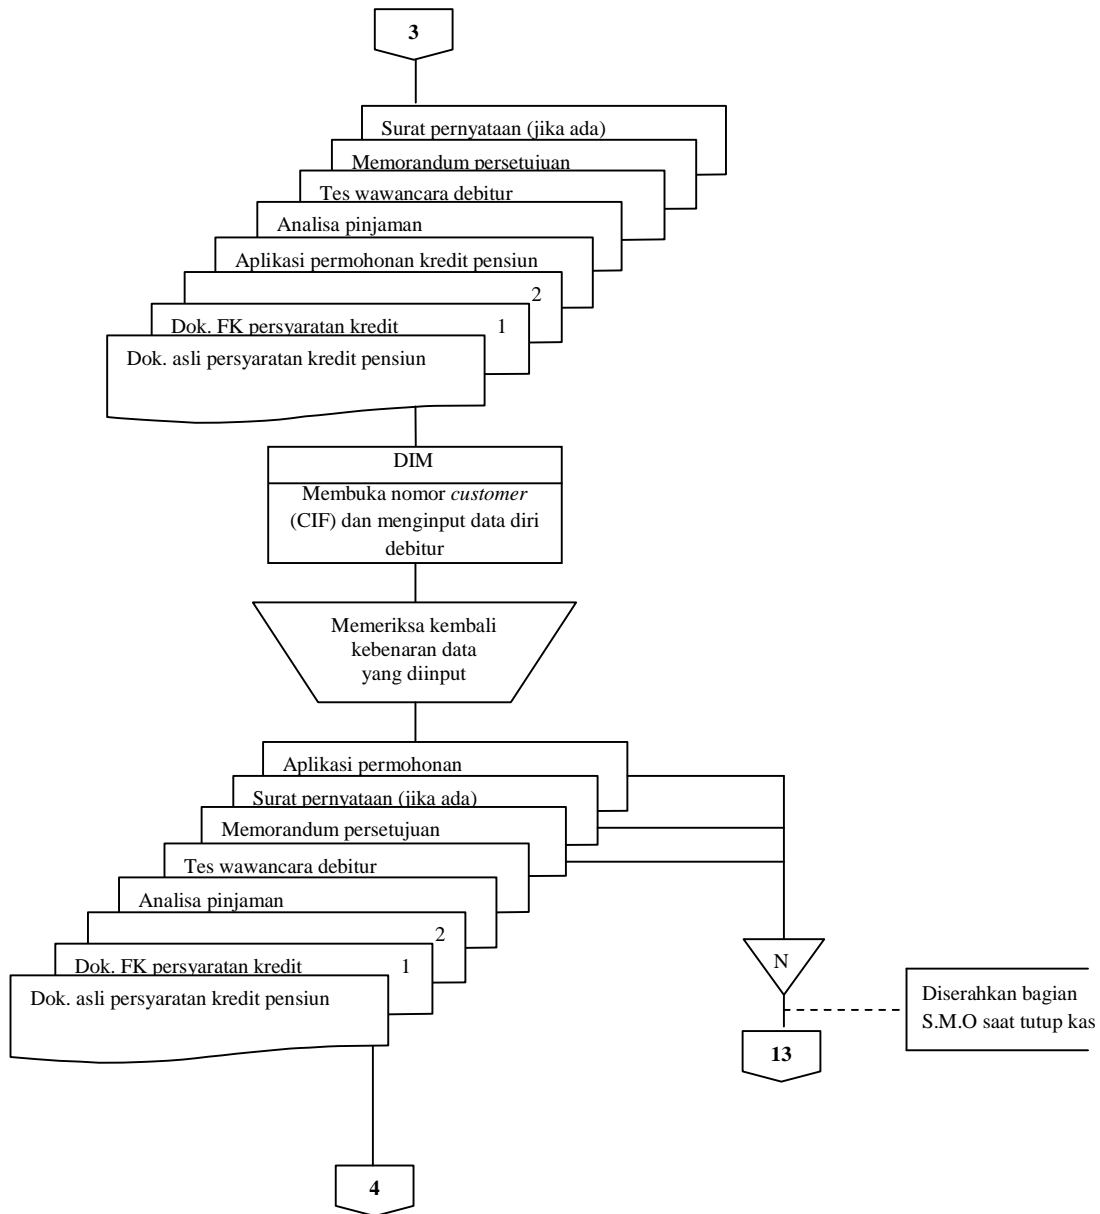 3
Surat pernyataan (jika ada)
Memorandum persetujuan
Tes wawancara debitur
Analisa pinjaman
Aplikasi permohonan kredit pensiun
2
Dok. FK persyaratan kredit 1
Dok. asli persyaratan kredit pensiun
DIM
Membuka nomor customer
(CIF) dan menginput data diri
debitur
Memeriksa kembali
kebenaran data
yang diinput
Aplikasi permohonan
Surat pernyataan (jika ada)
Memorandum persetujuan
Tes wawancara debitur
Analisa pinjaman
2
Dok. FK persyaratan kredit 1
Dok. asli persyaratan kredit pensiun
N
Diserahkan bagian
S.M.O saat tutup kas
13
4